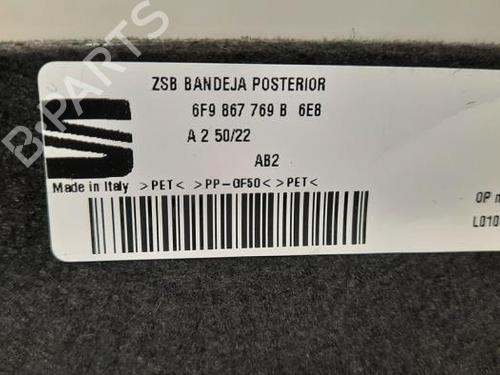 ZSB BANDEJA POSTERIOR
6F9 867 769 B 6E8
A 2 50/22
AB2
Made in Italy >PET< >PP-GF50<>PET<
OP
L010
B-PARTS